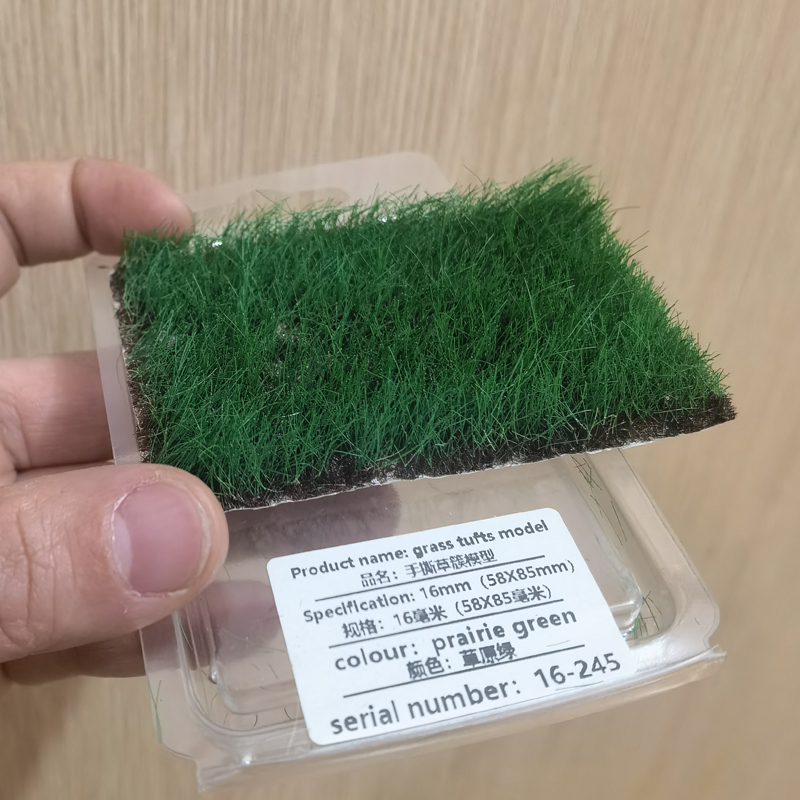 Product name: grass tufts model
品名：手撕草簇模型
Specification: 16mm（58X85mm）
规格：16毫米（58X85毫米）
colour：prairie green
颜色：草原绿
serial number：16-245